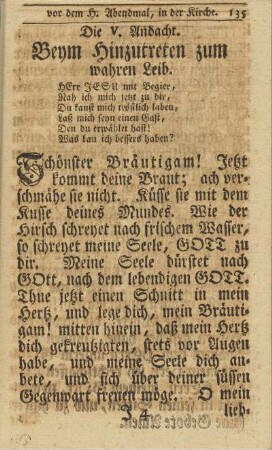 vor dem H. Abendmal, in der Kirche. 135
Die V. Andacht.
Beym Hinzutreten zum
wahren Leib.
HErr JESU mit Begier,
Nah ich mich jetzt zu dir,
Du kanst mich tröstlich laben,
Laß mich seyn einen Gast,
Den du erwählet hast!
Was kan ich bessers haben?
Schönster Bräutigam! Jetzt
kommt deine Braut; ach ver-
schmähe sie nicht. Küsse sie mit dem
Kusse deines Mundes. Wie der
Hirsch schreyet nach frischem Wasser,
so schreyet meine Seele, GOTT zu
dir. Meine Seele dürstet nach
GOtt, nach dem lebendigen GOTT.
Thue jetzt einen Schnitt in mein
Hertz, und lege dich, mein Bräuti-
gam! mitten hinein, daß mein Hertz
dich gekreutzigten, stets vor Augen
habe, und meine Seele dich an-
bete, und sich über deiner süssen
Gegenwart freuen möge. O mein
J 4 lieb-